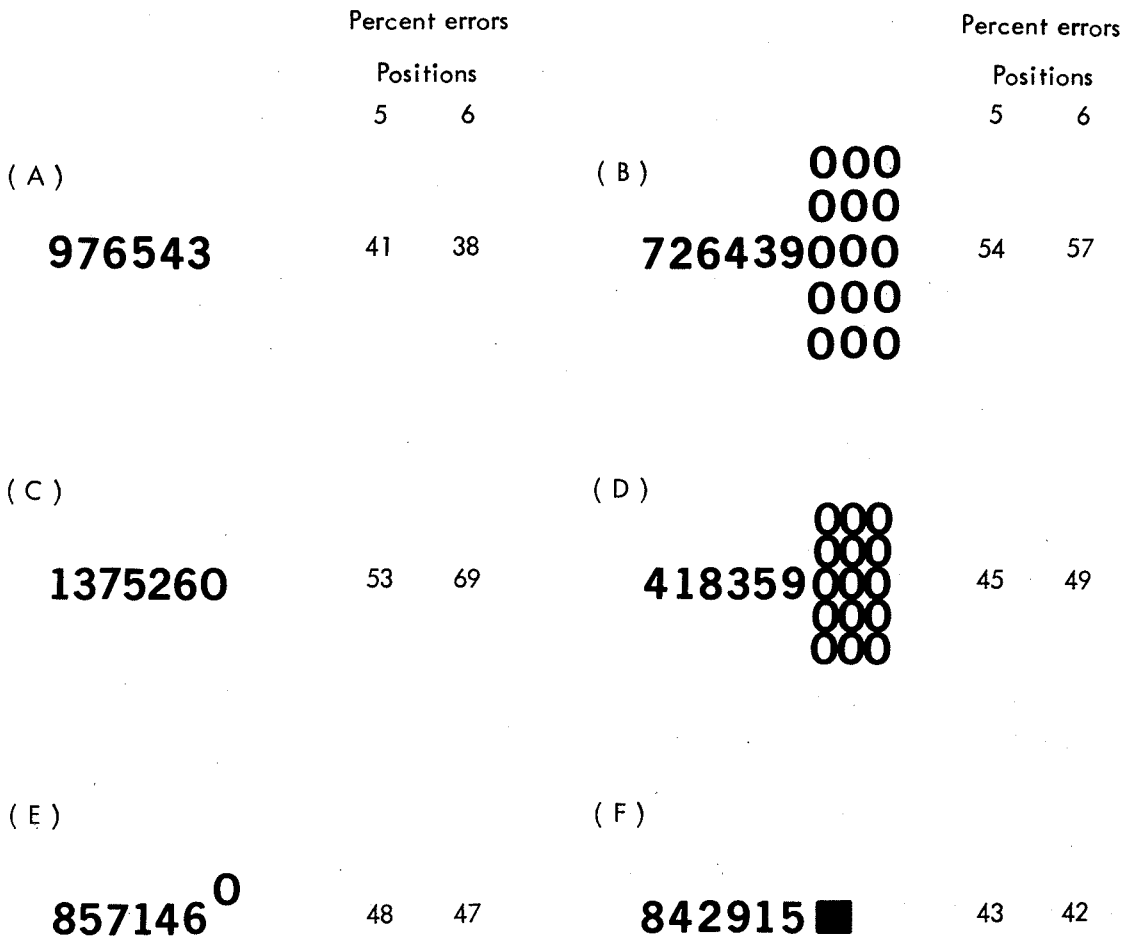 Percent errors Percent errors
Positions Positions
5 6 5 6
(A) (B) 000
000
976543 41 38 726439000 54 57
000
000
(C) (D) 000
000
1375260 53 69 418359000 45 49
000
000
(E) (F)
857146 0 48 47 842915 43 42